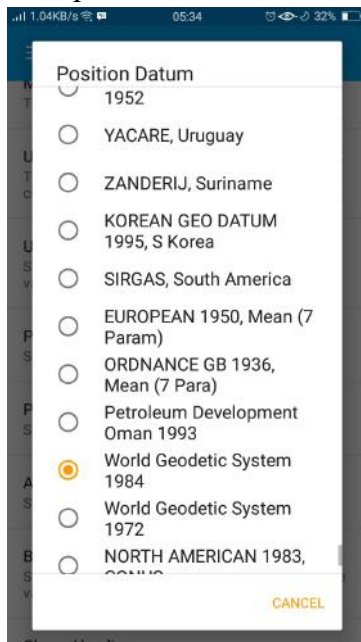 1.04KB/s 05:34 32%
Position Datum
1952
YACARE, Uruguay
ZANDERIJ, Suriname
KOREAN GEO DATUM
1995, S Korea
SIRGAS, South America
EUROPEAN 1950, Mean (7
Param)
ORDNANCE GB 1936,
Mean (7 Para)
Petroleum Development
Oman 1993
World Geodetic System
1984
World Geodetic System
1972
NORTH AMERICAN 1983,
CANCEL